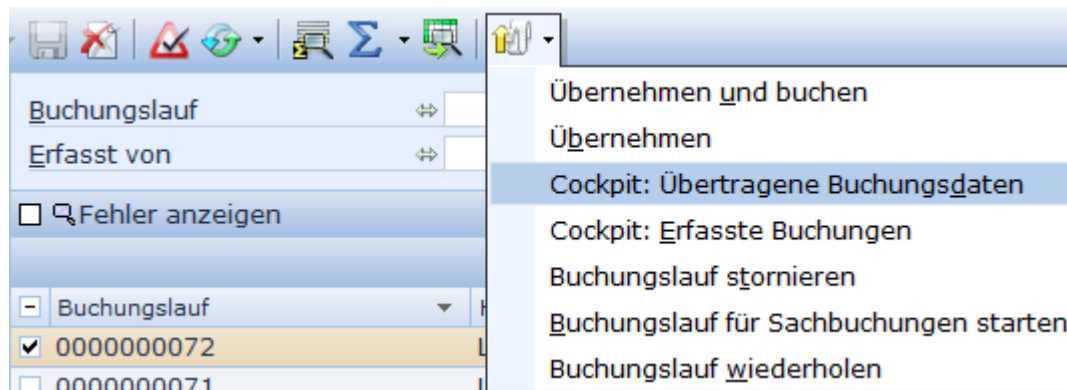 Buchungslauf
Erfasst von
Fehler anzeigen
Buchungslauf
0000000072
0000000071
Übernehmen und buchen
Übernehmen
Cockpit: Übertragene Buchungsdaten
Cockpit: Erfasste Buchungen
Buchungslauf stornieren
Buchungslauf für Sachbuchungen starten
Buchungslauf wiederholen